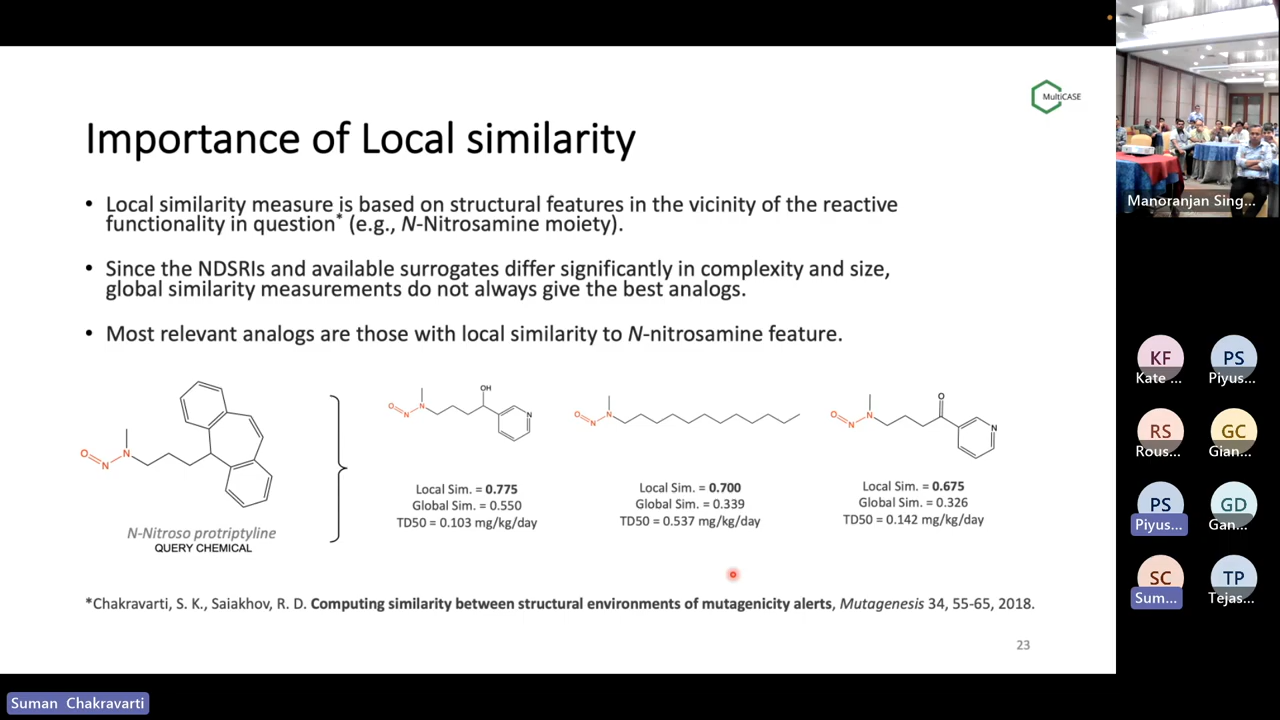 MultiCASE
Importance of Local similarity
• Local similarity measure is based on structural features in the vicinity of the reactive
functionality in question* (e.g., N-Nitrosamine moiety).
• Since the NDSRIs and available surrogates differ significantly in complexity and size,
global similarity measurements do not always give the best analogs.
• Most relevant analogs are those with local similarity to N-nitrosamine feature.
O N N
N-Nitroso protriptyline
QUERY CHEMICAL
O N N OH N
Local Sim. = 0.775
Global Sim. = 0.550
TD50 = 0.103 mg/kg/day
O N N
Local Sim. = 0.700
Global Sim. = 0.339
TD50 = 0.537 mg/kg/day
O N N O N
Local Sim. = 0.675
Global Sim. = 0.326
TD50 = 0.142 mg/kg/day
*Chakravarti, S. K., Saiakhov, R. D. Computing similarity between structural environments of mutagenicity alerts, Mutagenesis 34, 55-65, 2018.
23
Manoranjan Sing...
KF PS
Kate ... Piyus...
RS GC
Rous... Gian...
PS GD
Piyus... Gan...
SC TP
Sum... Tejas...
Suman Chakravarti